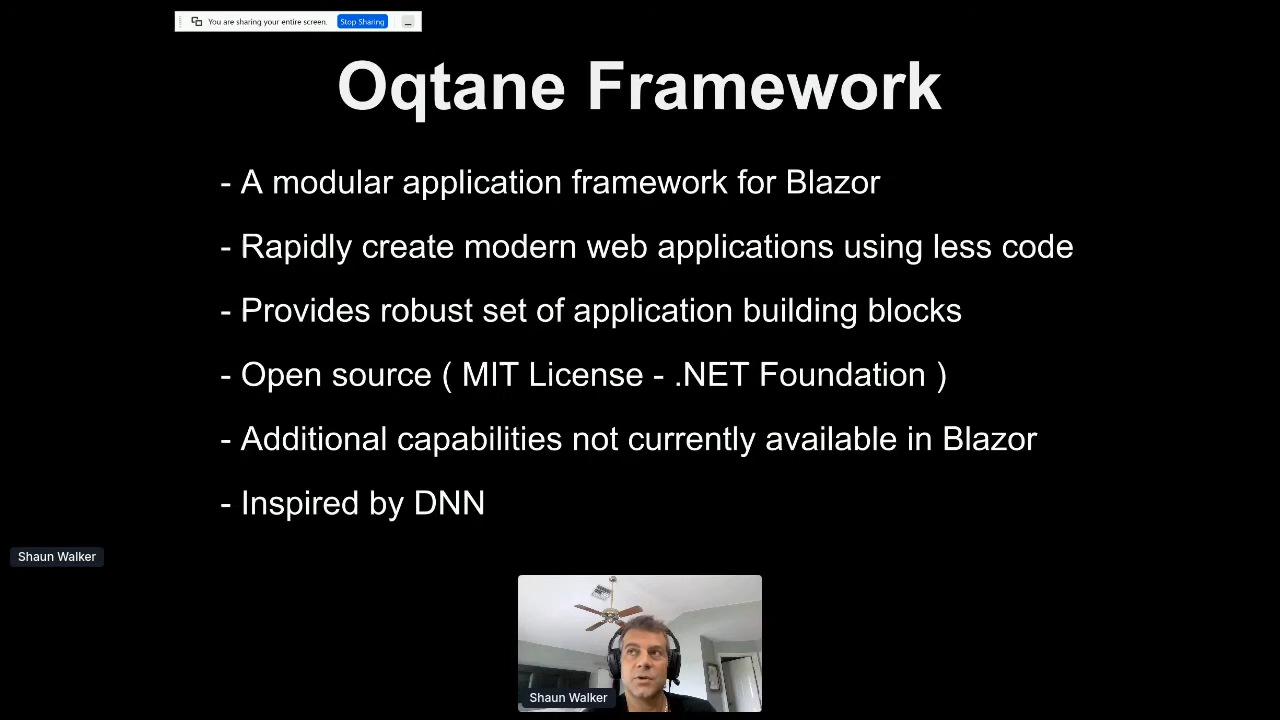 You are sharing your entire screen. Stop Sharing
Oqtane Framework
- A modular application framework for Blazor
- Rapidly create modern web applications using less code
- Provides robust set of application building blocks
- Open source ( MIT License - .NET Foundation )
- Additional capabilities not currently available in Blazor
- Inspired by DNN
Shaun Walker
Shaun Walker